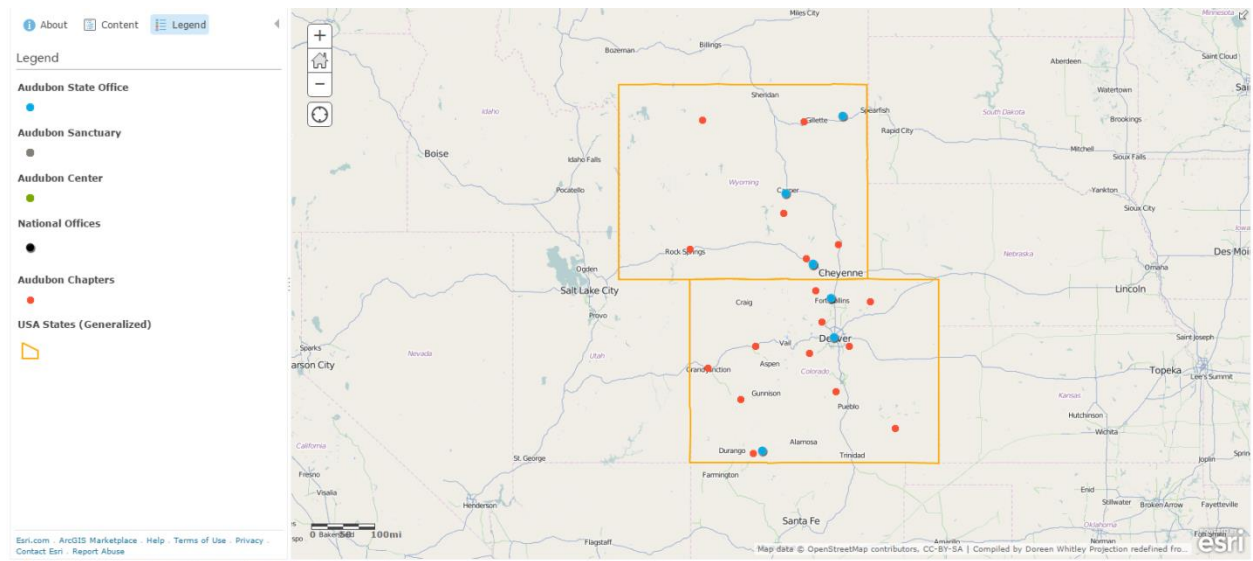 About Content Legend
Legend
Audubon State Office
Audubon Sanctuary
Audubon Center
National Offices
Audubon Chapters
USA States (Generalized)
Esri.com . ArcGIS Marketplace . Help . Terms of Use . Privacy .
Contact Esri . Report Abuse
+
−
Miles City
Minnesota
Bozeman
Billings
Aberdeen
Saint Cloud
Sheridan
Watertown
Idaho
Gillette
Spearfish
South Dakota
Brookings
Rapid City
Boise
Idaho Falls
Mitchell
Sioux Falls
Pocatello
Wyoming
Casper
Yankton
Sioux City
Rock Springs
Nebraska
Des Moi
Ogden
Cheyenne
Omaha
Salt Lake City
Lincoln
Craig
Fort Collins
Provo
Sparks
Nevada
Utah
Vail
Denver
Saint Joseph
arson City
Grand Junction
Aspen
Colorado
Topeka
Lee's Summit
Gunnison
Kansas
Pueblo
Hutchinson
Wichita
California
Alamosa
Durango
Trinidad
St. George
Joplin
Fresno
Farmington
Visalia
Enid
Henderson
Stillwater
Broken Arrow
Fayetteville
Santa Fe
Oklahoma
100mi
Flagstaff
Amarillo
Norman
Map data © OpenStreetMap contributors, CC-BY-SA | Compiled by Doreen Whitley Projection redefined fro...
esri